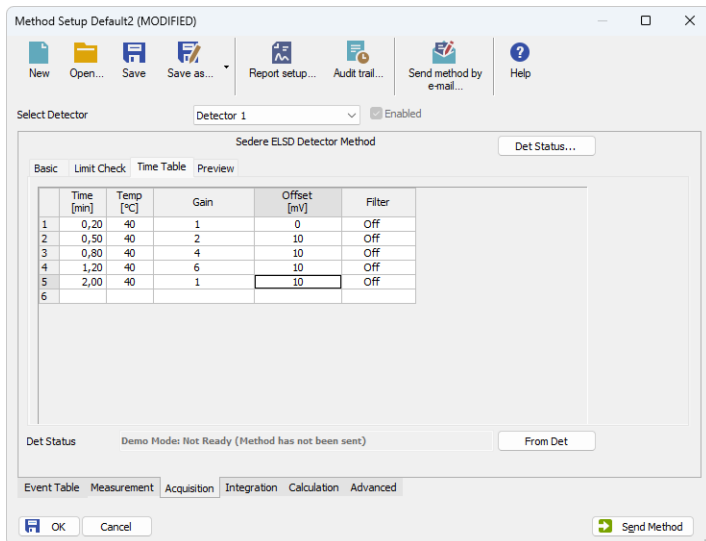 Method Setup Default2 (MODIFIED)
New Open... Save Save as... Report setup... Audit trail... Send method by e-mail... Help
Select Detector Detector 1 Enabled
Sedere ELSD Detector Method Det Status...
Basic Limit Check Time Table Preview
Time [min] Temp [°C] Gain Offset [mV] Filter
1 0,20 40 1 0 Off
2 0,50 40 2 10 Off
3 0,80 40 4 10 Off
4 1,20 40 6 10 Off
5 2,00 40 1 10 Off
6
Det Status Demo Mode: Not Ready (Method has not been sent) From Det
Event Table Measurement Acquisition Integration Calculation Advanced
OK Cancel Send Method